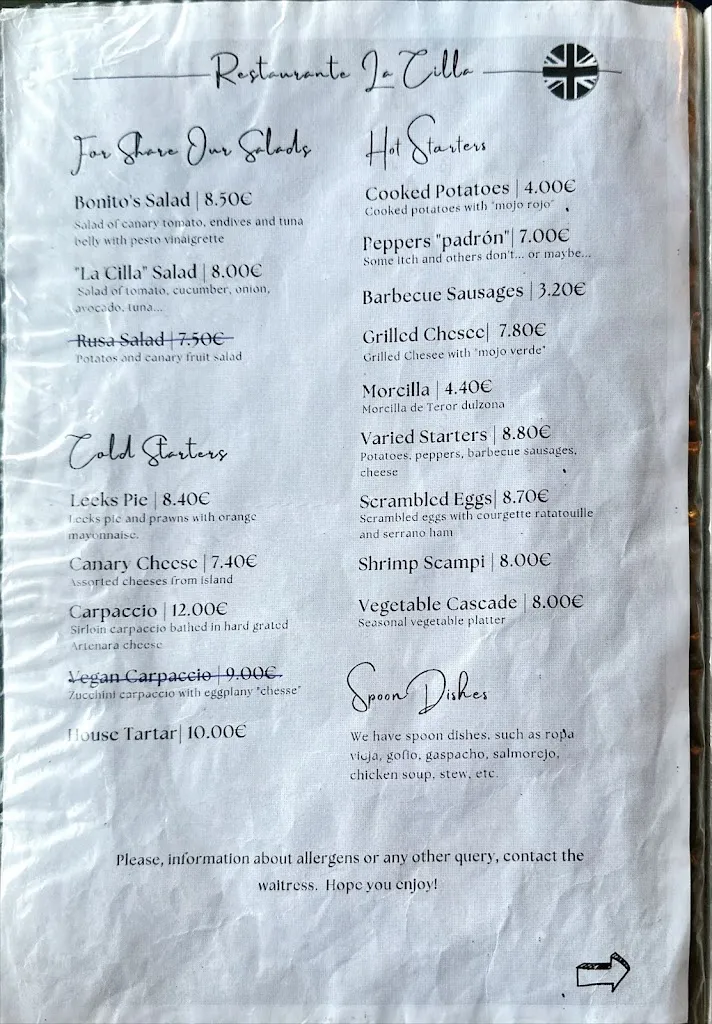 Restaurante La Cilla
For Share Our Salads
Bonito's Salad | 8.50€
Salad of canary tomato, endives and tuna
belly with pesto vinaigrette
"La Cilla" Salad | 8.00€
Salad of tomato, cucumber, onion,
avocado, tuna...
Rusa Salad | 7.50€
Potatos and canary fruit salad
Cold Starters
Leeks Pie | 8.40€
Leeks pie and prawns with orange
mayonnaise.
Canary Cheese | 7.40€
Assorted cheeses from island
Carpaccio | 12.00€
Sirloin carpaccio bathed in hard grated
Artenara cheese
Vegan Carpaccio | 9.00€
Zucchini carpaccio with eggplany "chesse"
House Tartar| 10.00€
Hot Starters
Cooked Potatoes | 4.00€
Cooked potatoes with "mojo rojo"
Peppers "padrón"| 7.00€
Some itch and others don't... or maybe...
Barbecue Sausages | 3.20€
Grilled Chesee| 7.80€
Grilled Chesee with "mojo verde"
Morcilla | 4.40€
Morcilla de Teror dulzona
Varied Starters | 8.80€
Potatoes, peppers, barbecue sausages,
cheese
Scrambled Eggs| 8.70€
Scrambled eggs with courgette ratatouille
and serrano ham
Shrimp Scampi | 8.00€
Vegetable Cascade | 8.00€
Seasonal vegetable platter
Spoon Dishes
We have spoon dishes, such as ropa
vieja, gofio, gaspacho, salmorejo,
chicken soup, stew, etc.
Please, information about allergens or any other query, contact the
waitress. Hope you enjoy!